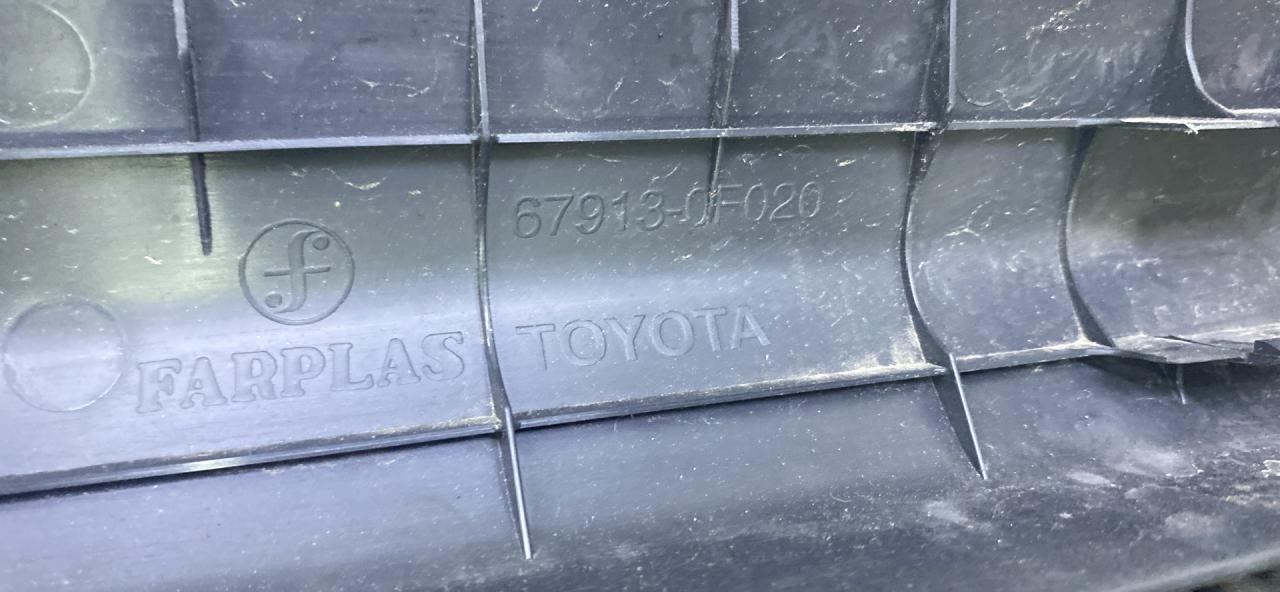 67913-0F020
f
FARPLAS
TOYOTA